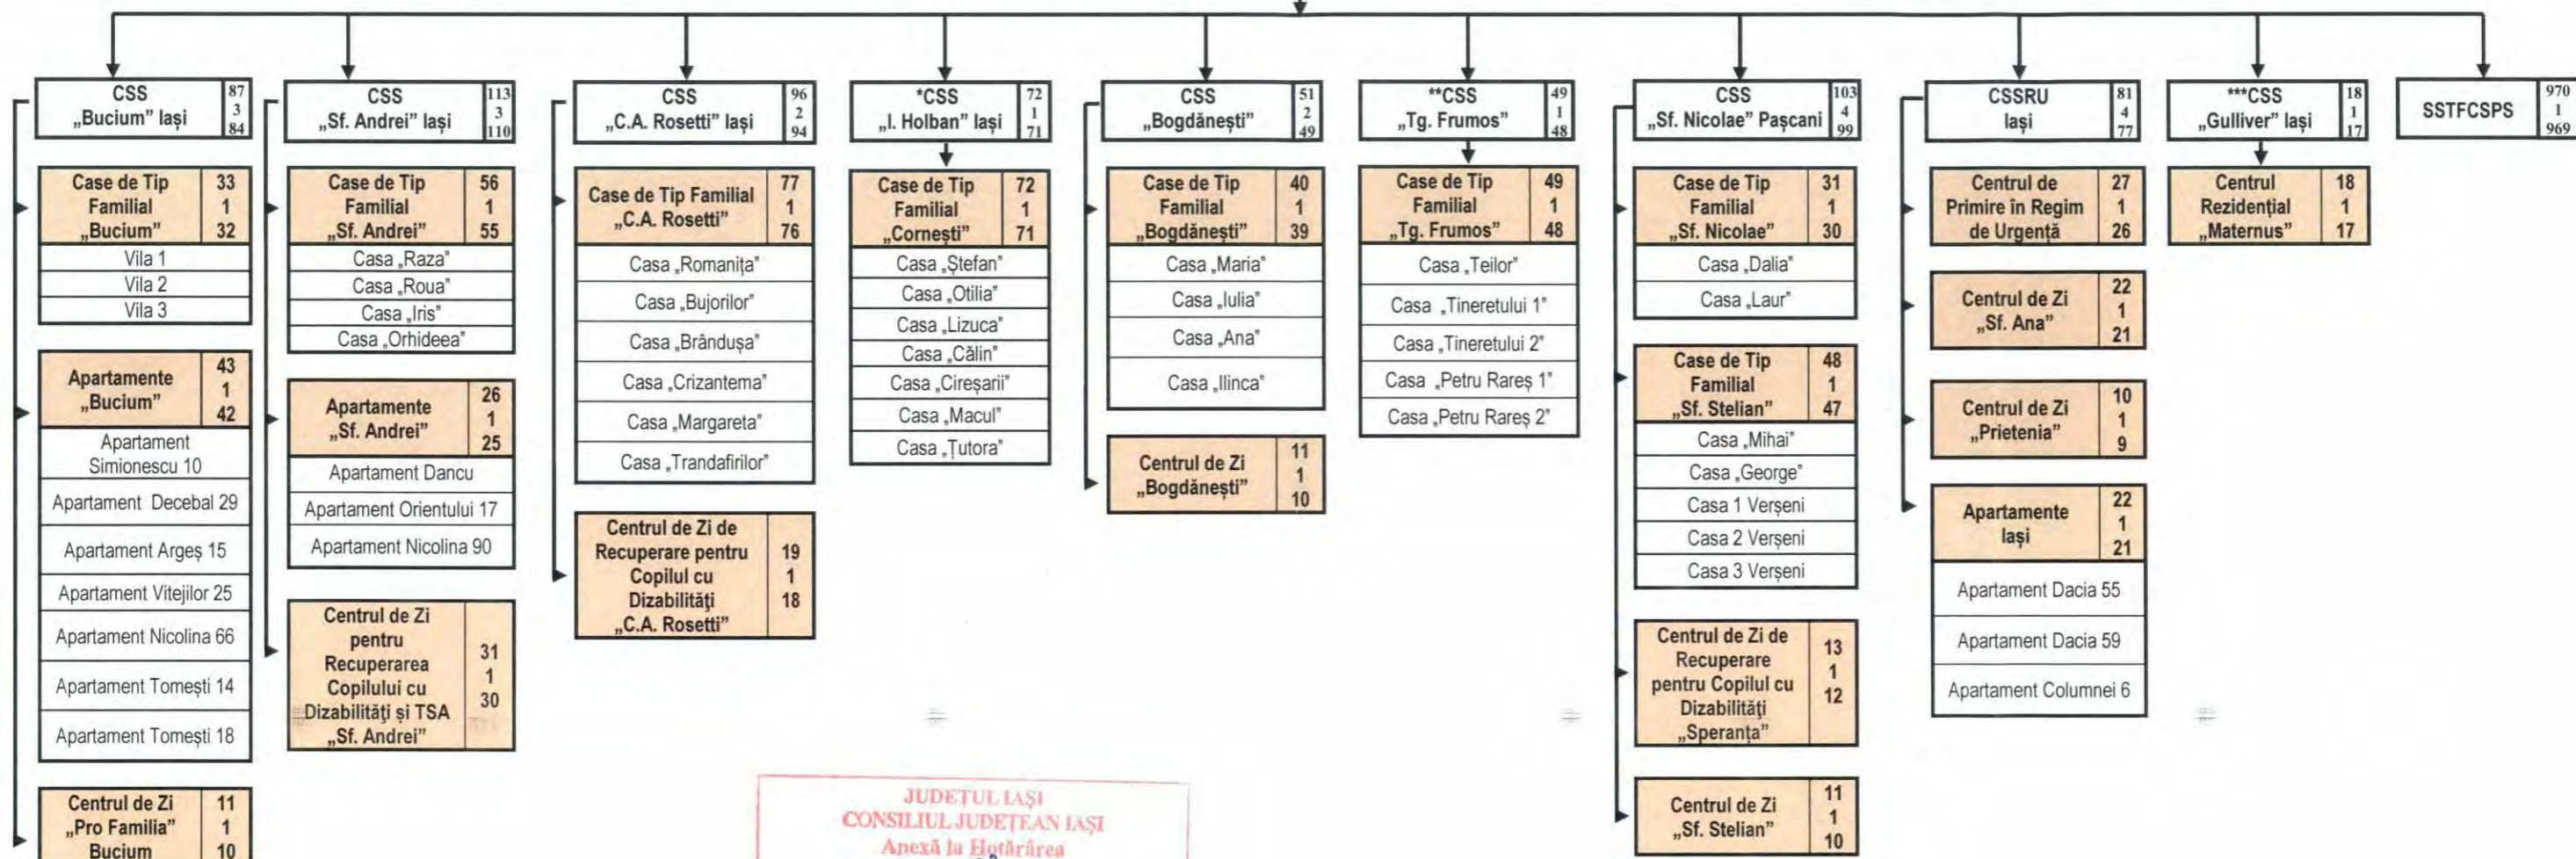 CSS
„Bucium” Iași
87
3
84
Case de Tip
Familial
„Bucium”
33
1
32
Vila 1
Vila 2
Vila 3
Apartamente
„Bucium”
43
1
42
Apartament
Simionescu 10
Apartament Decebal 29
Apartament Argeș 15
Apartament Vitejilor 25
Apartament Nicolina 66
Apartament Tomești 14
Apartament Tomești 18
Centrul de Zi
„Pro Familia”
Bucium
11
1
10
CSS
„Sf. Andrei” Iași
113
3
110
Case de Tip
Familial
„Sf. Andrei”
56
1
55
Casa „Raza”
Casa „Roua”
Casa „Iris”
Casa „Orhideea”
Apartamente
„Sf. Andrei”
26
1
25
Apartament Dancu
Apartament Orientului 17
Apartament Nicolina 90
Centrul de Zi
pentru
Recuperarea
Copilului cu
Dizabilităţi și TSA
„Sf. Andrei”
31
1
30
CSS
„C.A. Rosetti” Iași
96
2
94
Case de Tip Familial
„C.A. Rosetti”
77
1
76
Casa „Romanița”
Casa „Bujorilor”
Casa „Brândușa”
Casa „Crizantema”
Casa „Margareta”
Casa „Trandafirilor”
Centrul de Zi de
Recuperare pentru
Copilul cu
Dizabilităţi
„C.A. Rosetti”
19
1
18
*CSS
„I. Holban” Iași
72
1
71
Case de Tip
Familial
„Cornești”
72
1
71
Casa „Ștefan”
Casa „Otilia”
Casa „Lizuca”
Casa „Călin”
Casa „Cireșarii”
Casa „Macul”
Casa „Țutora”
CSS
„Bogdănești”
51
2
49
Case de Tip
Familial
„Bogdănești”
40
1
39
Casa „Maria”
Casa „Iulia”
Casa „Ana”
Casa „Ilinca”
Centrul de Zi
„Bogdănești”
11
1
10
**CSS
„Tg. Frumos”
49
1
48
Case de Tip
Familial
„Tg. Frumos”
49
1
48
Casa „Teilor”
Casa „Tineretului 1”
Casa „Tineretului 2”
Casa „Petru Rareș 1”
Casa „Petru Rareș 2”
CSS
„Sf. Nicolae” Pașcani
103
4
99
Case de Tip
Familial
„Sf. Nicolae”
31
1
30
Casa „Dalia”
Casa „Laur”
Case de Tip
Familial
„Sf. Stelian”
48
1
47
Casa „Mihai”
Casa „George”
Casa 1 Verșeni
Casa 2 Verșeni
Casa 3 Verșeni
Centrul de Zi de
Recuperare
pentru Copilul cu
Dizabilităţi
„Speranța”
13
1
12
Centrul de Zi
„Sf. Stelian”
11
1
10
CSSRU
Iași
81
4
77
Centrul de
Primire în Regim
de Urgență
27
1
26
Centrul de Zi
„Sf. Ana”
22
1
21
Centrul de Zi
„Prietenia”
10
1
9
Apartamente
Iași
22
1
21
Apartament Dacia 55
Apartament Dacia 59
Apartament Columnei 6
***CSS
„Gulliver” Iași
18
1
17
Centrul
Rezidențial
„Maternus”
18
1
17
SSTFCSPS
970
1
969
JUDEȚUL IAȘI
CONSILIUL JUDEȚEAN IAȘI
Anexă la Hotărârea